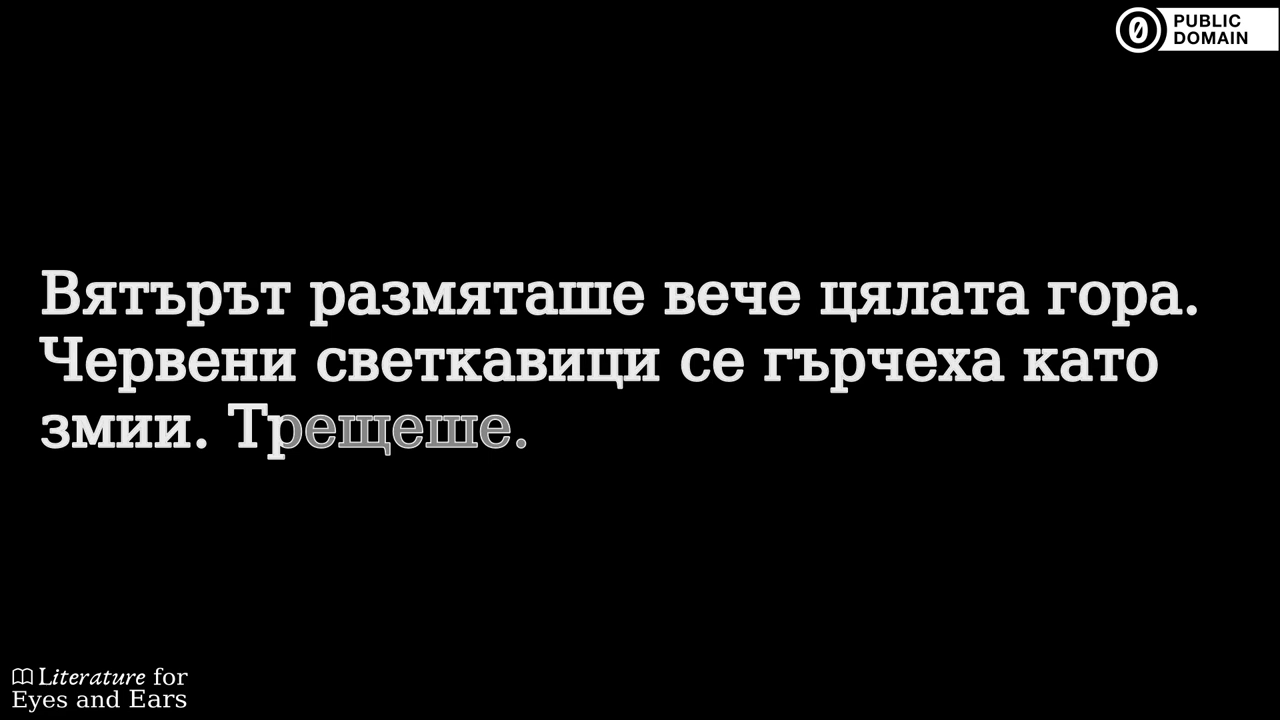 PUBLIC
DOMAIN
Вятърът размяташе вече цялата гора.
Червени светкавици се гърчеха като
змии. Трещеше.
Literature for
Eyes and Ears